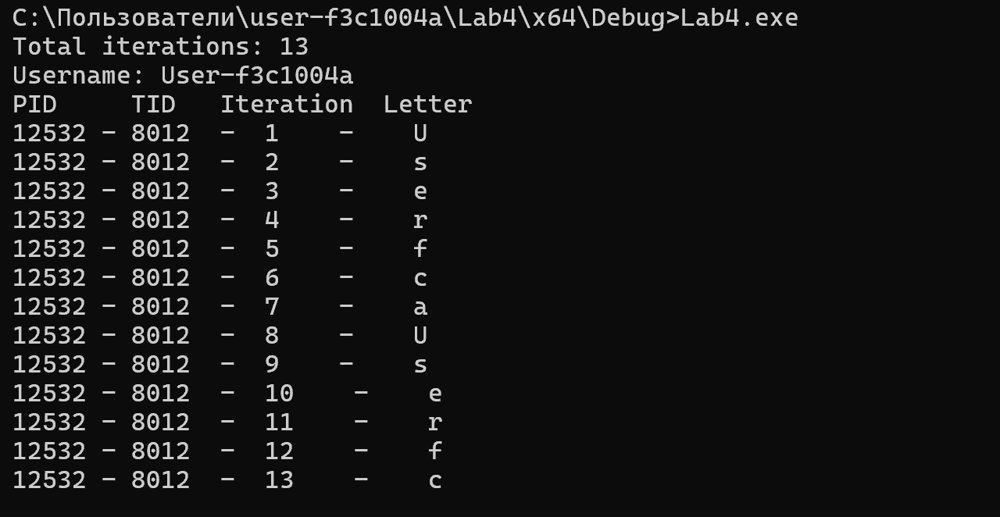 C:\Пользователи\user-f3c1004a\Lab4\x64\Debug>Lab4.exe
Total iterations: 13
Username: User-f3c1004a
PID     TID   Iteration  Letter
12532 - 8012  -  1    -    U
12532 - 8012  -  2    -    s
12532 - 8012  -  3    -    e
12532 - 8012  -  4    -    r
12532 - 8012  -  5    -    f
12532 - 8012  -  6    -    c
12532 - 8012  -  7    -    a
12532 - 8012  -  8    -    U
12532 - 8012  -  9    -    s
12532 - 8012  -  10    -    e
12532 - 8012  -  11    -    r
12532 - 8012  -  12    -    f
12532 - 8012  -  13    -    c